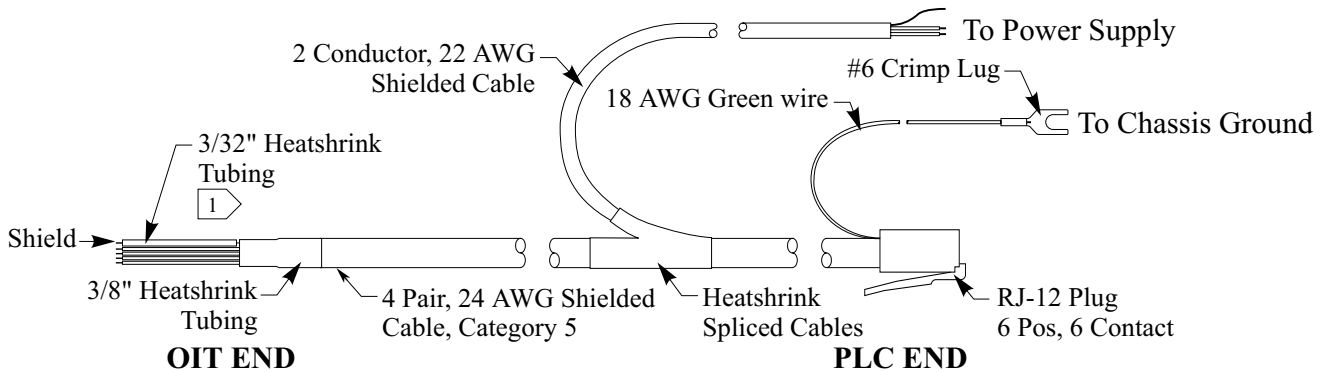 To Power Supply
2 Conductor, 22 AWG
Shielded Cable
#6 Crimp Lug
18 AWG Green wire
To Chassis Ground
3/32" Heatshrink
Tubing
1
Shield
3/8" Heatshrink
Tubing
4 Pair, 24 AWG Shielded
Cable, Category 5
Heatshrink
Spliced Cables
RJ-12 Plug
6 Pos, 6 Contact
OIT END
PLC END